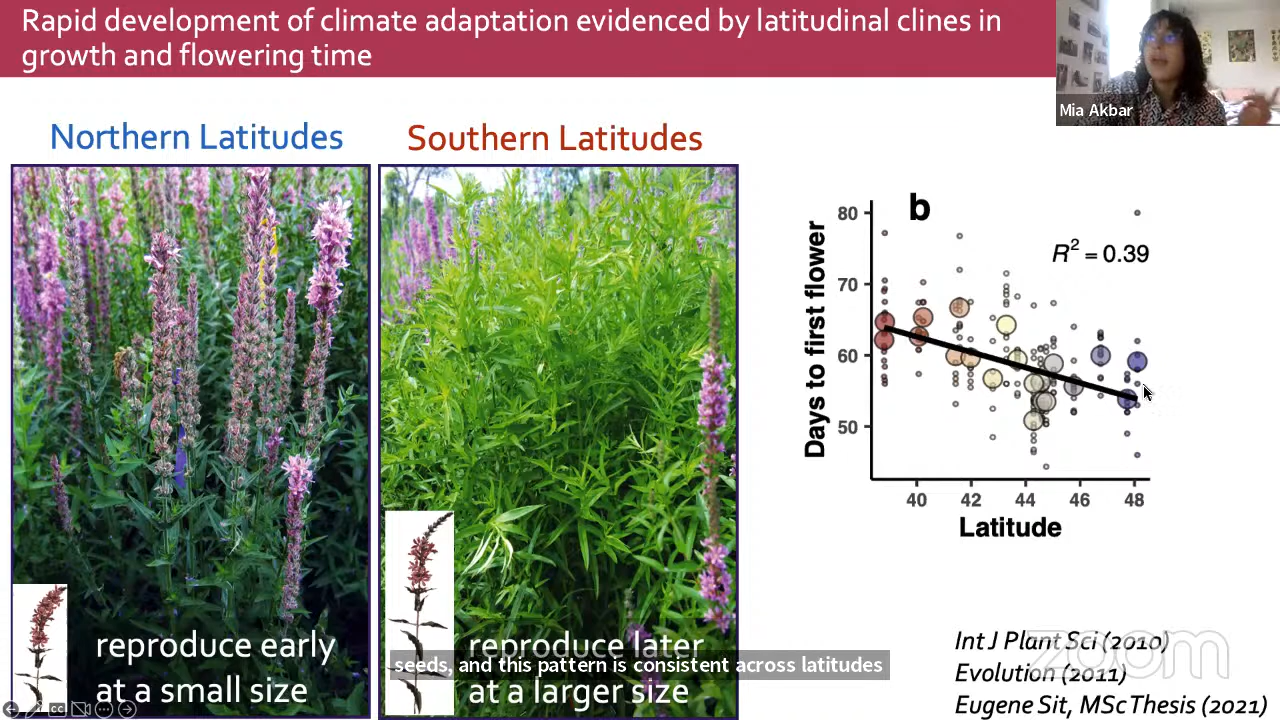 Rapid development of climate adaptation evidenced by latitudinal clines in
growth and flowering time
Mia Akbar
Northern Latitudes
Southern Latitudes
reproduce early
at a small size
reproduce later
at a larger size
seeds, and this pattern is consistent across latitudes
b
R² = 0.39
Days to first flower
80
70
60
50
40 42 44 46 48
Latitude
Int J Plant Sci (2010)
Evolution (2011)
Eugene Sit, MSc Thesis (2021)
zoom
CC